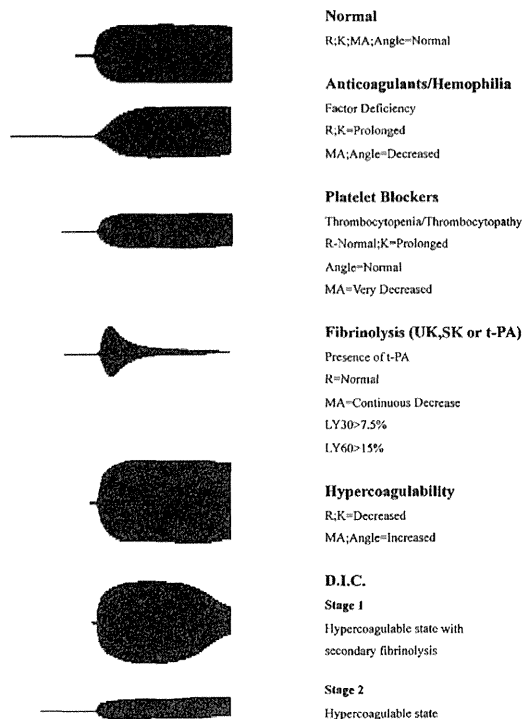 Normal
R;K;MA;Angle=Normal
Anticoagulants/Hemophilia
Factor Deficiency
R;K=Prolonged
MA;Angle=Decreased
Platelet Blockers
Thrombocytopenia/Thrombocytopathy
R-Normal;K=Prolonged
Angle=Normal
MA=Very Decreased
Fibrinolysis (UK,SK or t-PA)
Presence of t-PA
R=Normal
MA=Continuous Decrease
LY30>7.5%
LY60>15%
Hypercoagulability
R;K=Decreased
MA;Angle=Increased
D.I.C.
Stage 1
Hypercoagulable state with
secondary fibrinolysis
Stage 2
Hypercoagulable state